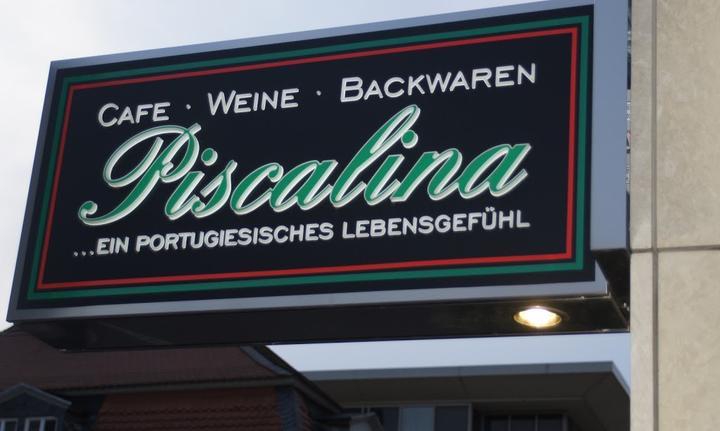 CAFE · WEINE · BACKWAREN
Piscalina
...EIN PORTUGIESISCHES LEBENSGEFÜHL